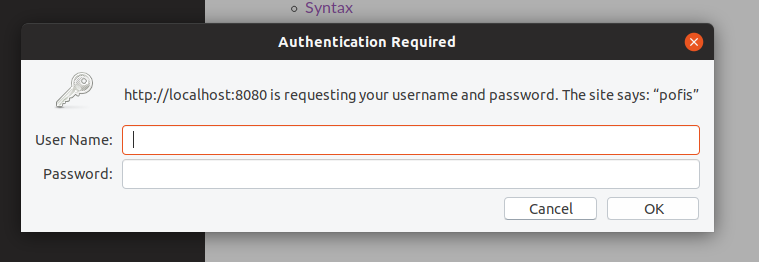 Syntax
Authentication Required
http://localhost:8080 is requesting your username and password. The site says: “pofis”
User Name:
Password:
Cancel OK